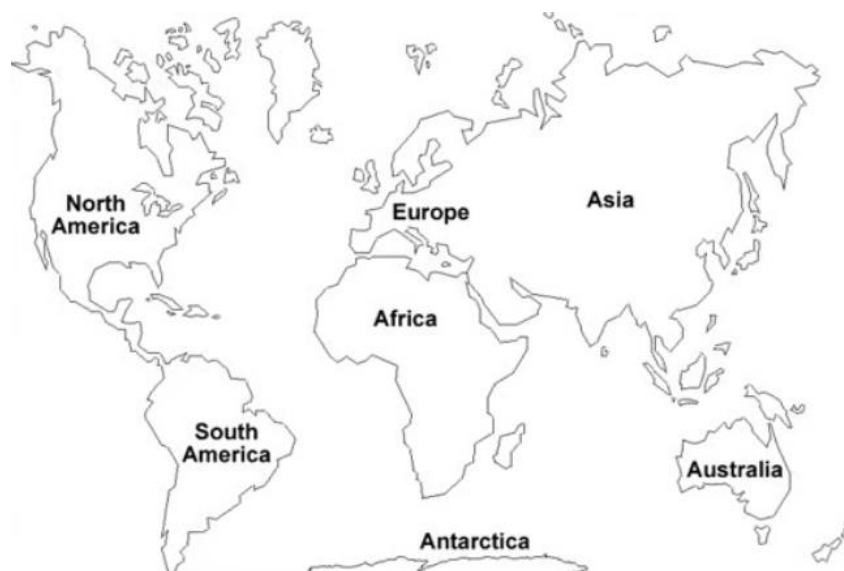 North
America
Europe
Asia
Africa
South
America
Australia
Antarctica